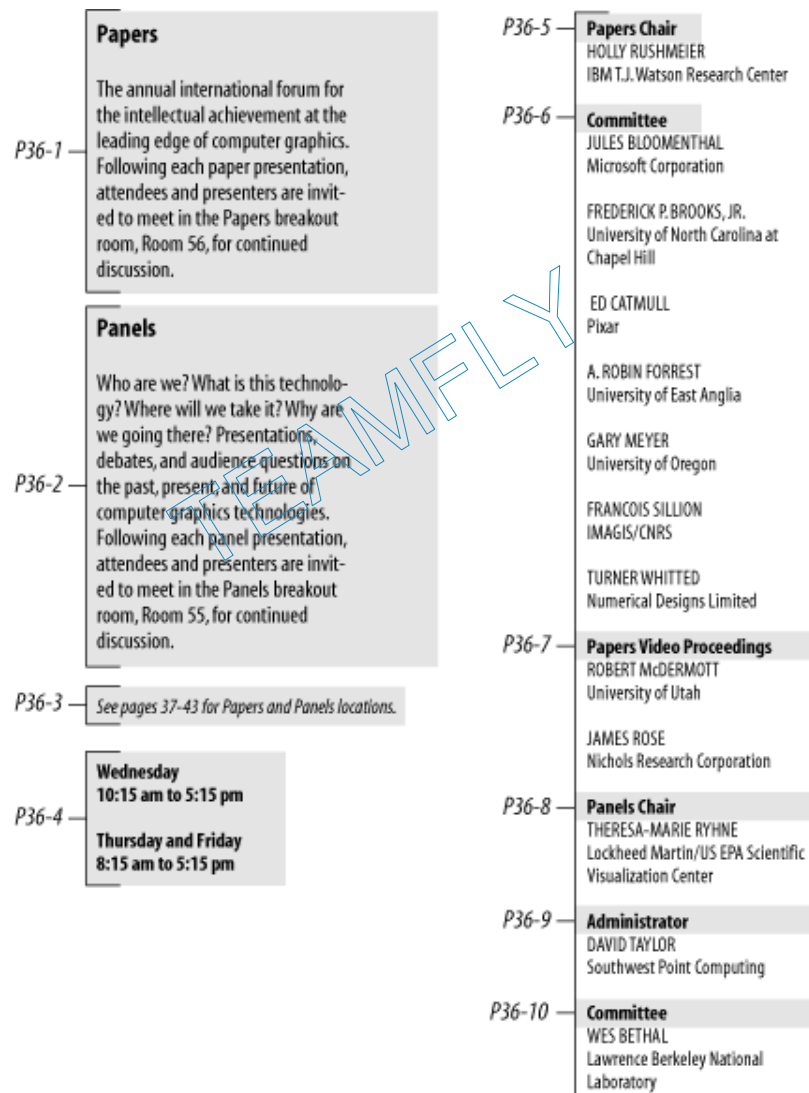 Papers
P36-1
The annual international forum for
the intellectual achievement at the
leading edge of computer graphics.
Following each paper presentation,
attendees and presenters are invit-
ed to meet in the Papers breakout
room, Room 56, for continued
discussion.
Panels
P36-2
Who are we? What is this technolo-
gy? Where will we take it? Why are
we going there? Presentations,
debates, and audience questions on
the past, present, and future of
computer graphics technologies.
Following each panel presentation,
attendees and presenters are invit-
ed to meet in the Panels breakout
room, Room 55, for continued
discussion.
P36-3
See pages 37-43 for Papers and Panels locations.
P36-4
Wednesday
10:15 am to 5:15 pm
Thursday and Friday
8:15 am to 5:15 pm
P36-5
Papers Chair
HOLLY RUSHMEIER
IBM T.J. Watson Research Center
P36-6
Committee
JULES BLOOMENTHAL
Microsoft Corporation
FREDERICK P. BROOKS, JR.
University of North Carolina at
Chapel Hill
ED CATMULL
Pixar
A. ROBIN FORREST
University of East Anglia
GARY MEYER
University of Oregon
FRANCOIS SILLION
IMAGIS/CNRS
TURNER WHITTED
Numerical Designs Limited
P36-7
Papers Video Proceedings
ROBERT McDERMOTT
University of Utah
JAMES ROSE
Nichols Research Corporation
P36-8
Panels Chair
THERESA-MARIE RYHNE
Lockheed Martin/US EPA Scientific
Visualization Center
P36-9
Administrator
DAVID TAYLOR
Southwest Point Computing
P36-10
Committee
WES BETHAL
Lawrence Berkeley National
Laboratory
TEAMFLY